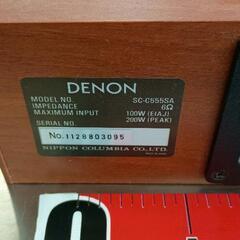 DENON
MODEL NO. SC-C555SA
IMPEDANCE 6Ω
MAXIMUM INPUT 100W (EIAJ)
200W (PEAK)
SERIAL NO.
No. 1128803095
NIPPON COLUMBIA CO., LTD.